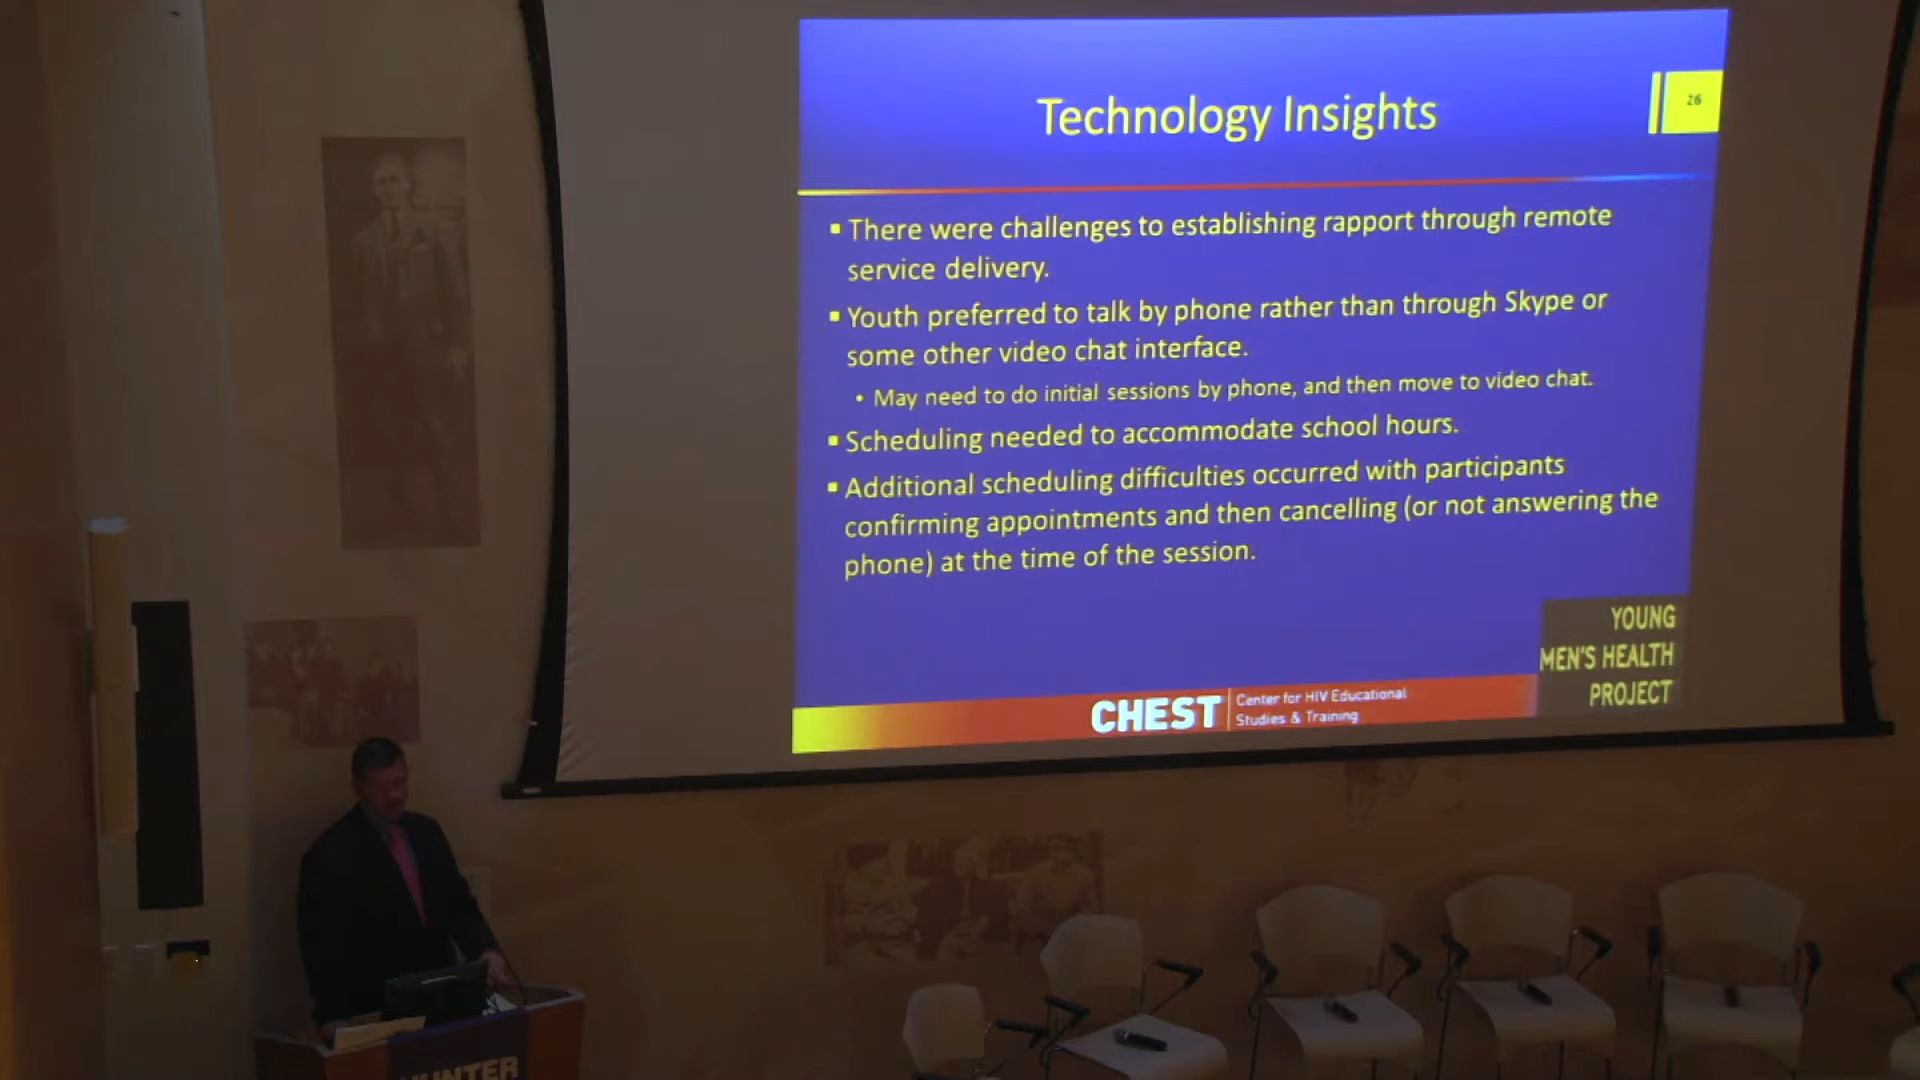 Technology Insights
26
▪ There were challenges to establishing rapport through remote
service delivery.
▪ Youth preferred to talk by phone rather than through Skype or
some other video chat interface.
• May need to do initial sessions by phone, and then move to video chat.
▪ Scheduling needed to accommodate school hours.
▪ Additional scheduling difficulties occurred with participants
confirming appointments and then cancelling (or not answering the
phone) at the time of the session.
YOUNG
MEN'S HEALTH
PROJECT
CHEST
Center for HIV Educational
Studies & Training
HUNTER